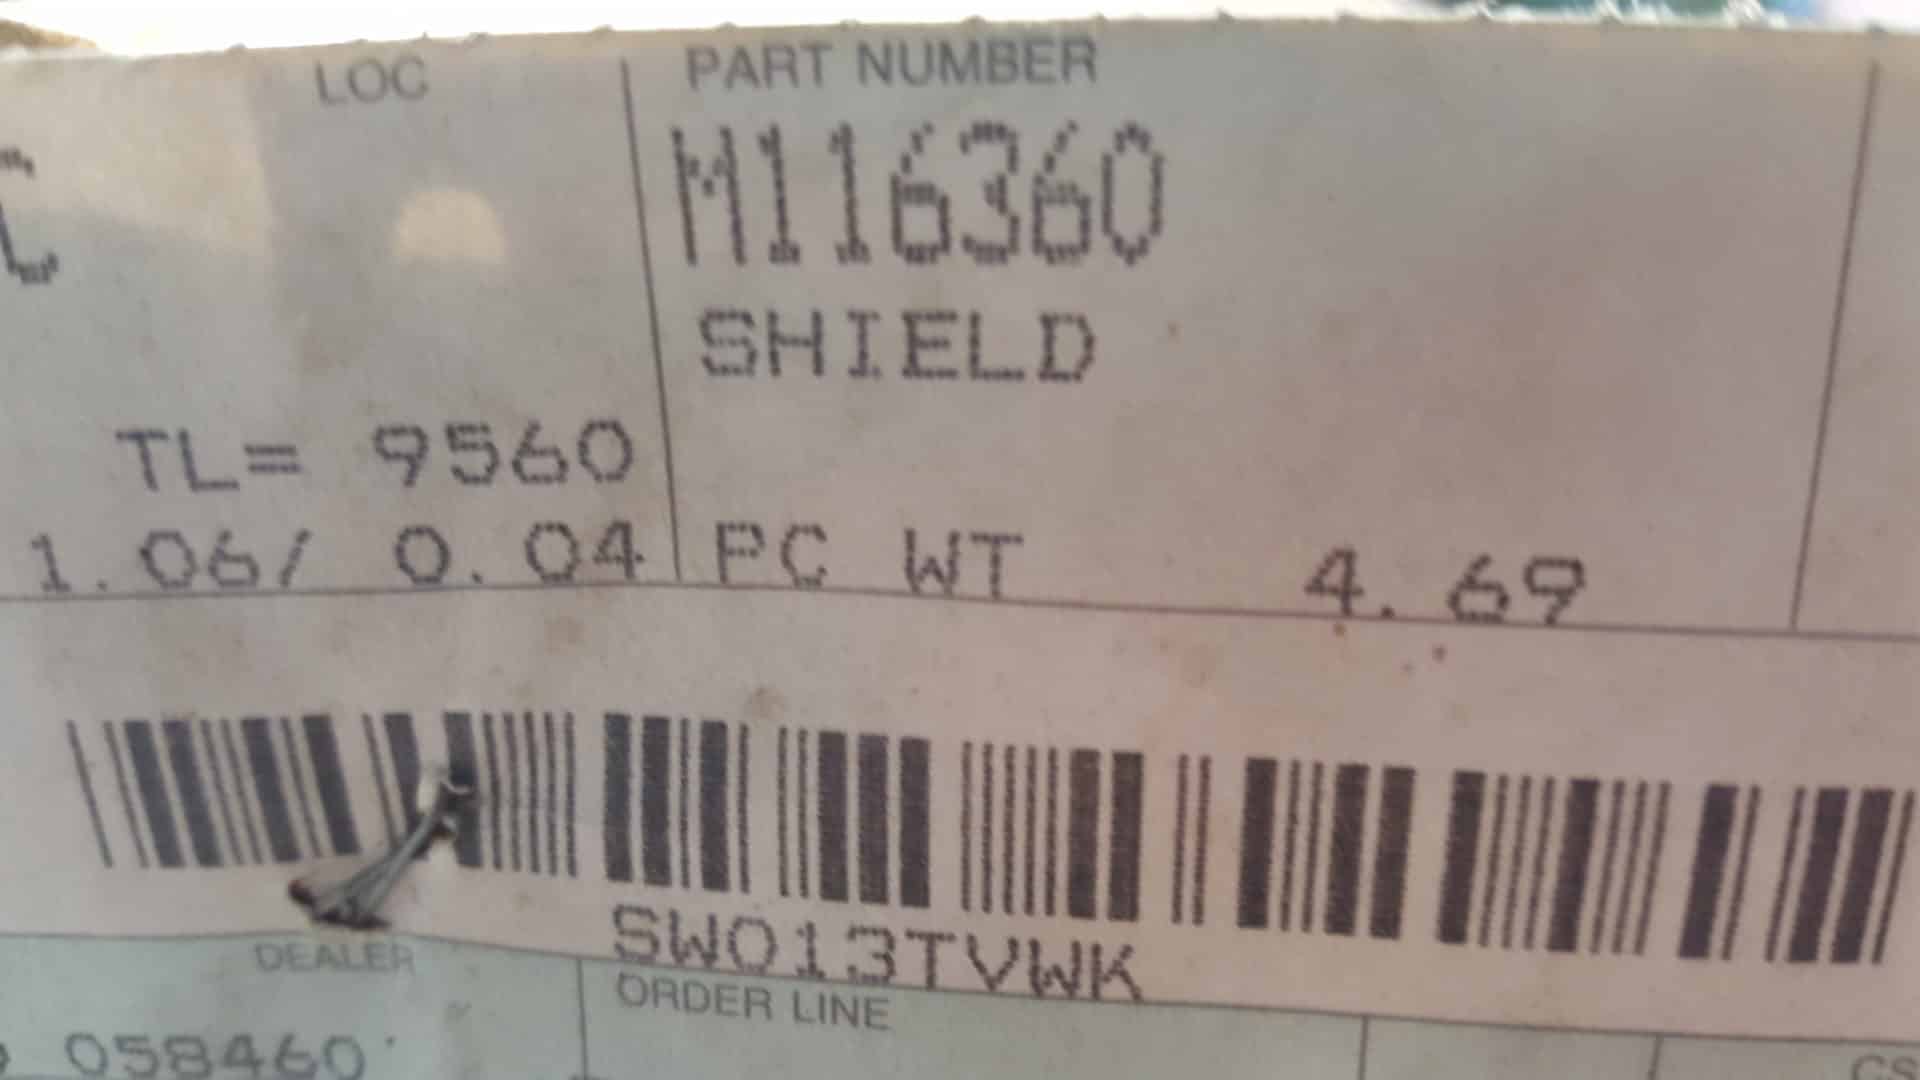 LOC
PART NUMBER
M116360
SHIELD
TL= 9560
1.06/ 0.04
PC WT 4.69
SW013TVWK
DEALER
ORDER LINE
058460
CS